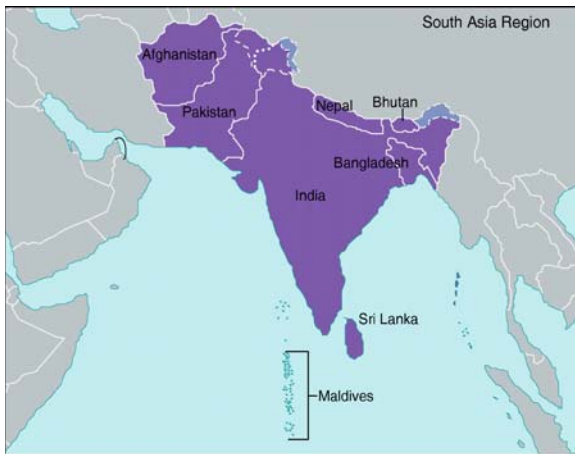 South Asia Region
Afghanistan
Pakistan
Nepal
Bhutan
Bangladesh
India
Sri Lanka
Maldives